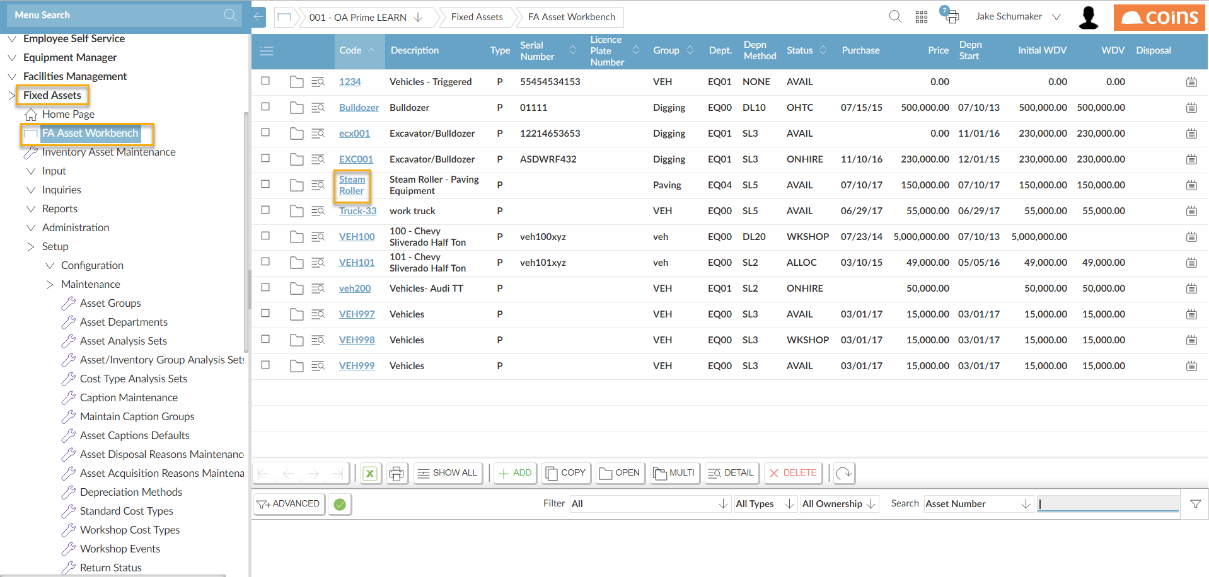 Menu Search
001 - OA Prime LEARN
Fixed Assets
FA Asset Workbench
?
Jake Schumaker
coins
Employee Self Service
Equipment Manager
Facilities Management
Fixed Assets
Home Page
FA Asset Workbench
Inventory Asset Maintenance
Input
Inquiries
Reports
Administration
Setup
Configuration
Maintenance
Asset Groups
Asset Departments
Asset Analysis Sets
Asset/Inventory Group Analysis Sets
Cost Type Analysis Sets
Caption Maintenance
Maintain Caption Groups
Asset Captions Defaults
Asset Disposal Reasons Maintenanc
Asset Acquisition Reasons Maintena
Depreciation Methods
Standard Cost Types
Workshop Cost Types
Workshop Events
Return Status
Code Description Type Serial Number Licence Plate Number Group Dept. Depn Method Status Purchase Price Depn Start Initial WDV WDV Disposal
1234 Vehicles - Triggered P 55454534153 VEH EQ01 NONE AVAIL 0.00 0.00 0.00
Bulldozer Bulldozer P 01111 Digging EQ00 DL10 OHTC 07/15/15 500,000.00 07/10/13 500,000.00 500,000.00
ecx001 Excavator/Bulldozer P 12214653653 Digging EQ01 SL3 AVAIL 0.00 11/01/16 230,000.00 230,000.00
EXC001 Excavator/Bulldozer P ASDWRF432 Digging EQ01 SL3 ONHIRE 11/10/16 230,000.00 12/01/15 230,000.00 230,000.00
Steam Roller Steam Roller - Paving Equipment P Paving EQ04 SL5 AVAIL 07/10/17 150,000.00 07/10/17 150,000.00 150,000.00
Truck-33 work truck P VEH EQ00 SL5 AVAIL 06/29/17 55,000.00 06/29/17 55,000.00 55,000.00
VEH100 100 - Chevy Sliverado Half Ton P veh100xyz veh EQ00 DL20 WKSHOP 07/23/14 5,000,000.00 07/10/13 5,000,000.00
VEH101 101 - Chevy Sliverado Half Ton P veh101xyz veh EQ00 SL2 ALLOC 03/10/15 49,000.00 05/05/16 49,000.00 49,000.00
veh200 Vehicles- Audi TT P VEH EQ01 SL2 ONHIRE 50,000.00 50,000.00 50,000.00
VEH997 Vehicles P VEH EQ00 SL3 AVAIL 03/01/17 15,000.00 03/01/17 15,000.00 15,000.00
VEH998 Vehicles P VEH EQ00 SL3 WKSHOP 03/01/17 15,000.00 03/01/17 15,000.00 15,000.00
VEH999 Vehicles P VEH EQ00 SL3 AVAIL 03/01/17 15,000.00 03/01/17 15,000.00 15,000.00
SHOW ALL ADD COPY OPEN MULTI DETAIL DELETE
ADVANCED Filter All All Types All Ownership Search Asset Number